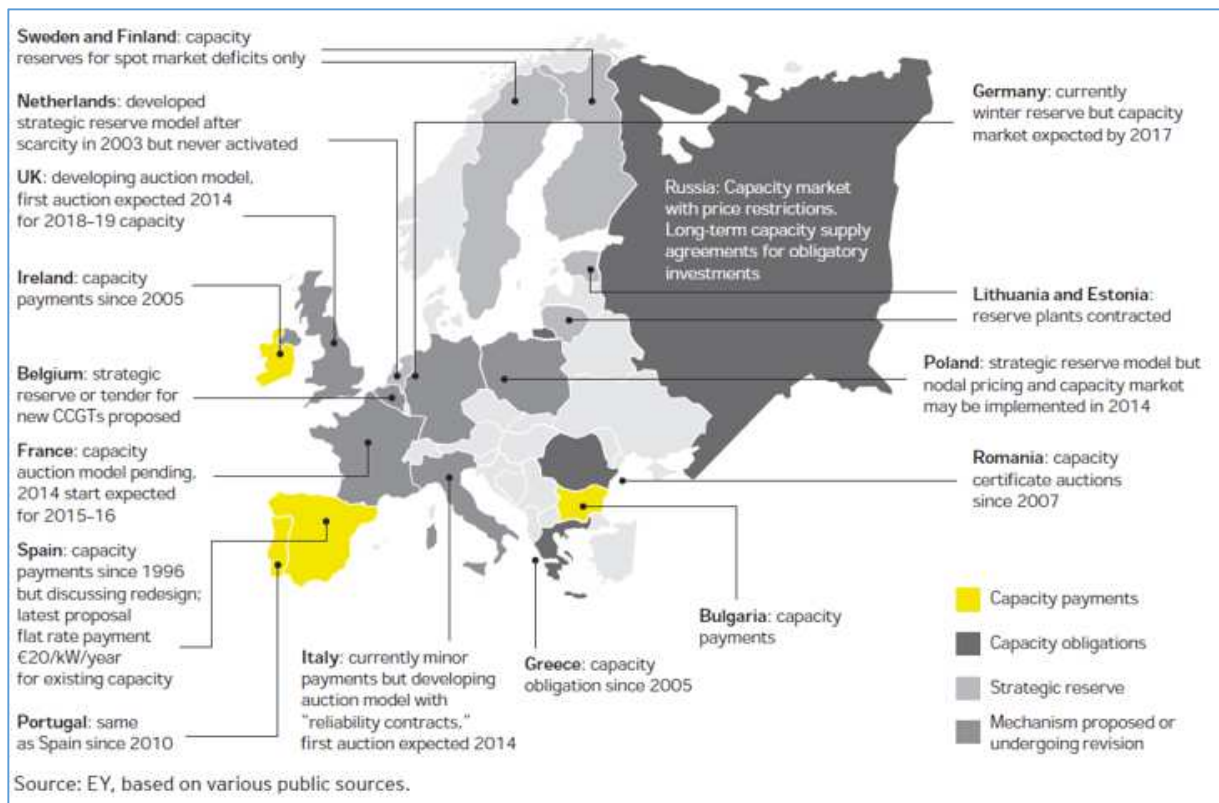 Sweden and Finland: capacity
reserves for spot market deficits only
Netherlands: developed
strategic reserve model after
scarcity in 2003 but never activated
UK: developing auction model,
first auction expected 2014
for 2018–19 capacity
Ireland: capacity
payments since 2005
Belgium: strategic
reserve or tender for
new CCGTs proposed
France: capacity
auction model pending,
2014 start expected
for 2015–16
Spain: capacity
payments since 1996
but discussing redesign;
latest proposal
flat rate payment
€20/kW/year
for existing capacity
Portugal: same
as Spain since 2010
Italy: currently minor
payments but developing
auction model with
"reliability contracts,"
first auction expected 2014
Greece: capacity
obligation since 2005
Bulgaria: capacity
payments
Russia: Capacity market
with price restrictions.
Long-term capacity supply
agreements for obligatory
investments
Germany: currently
winter reserve but capacity
market expected by 2017
Lithuania and Estonia:
reserve plants contracted
Poland: strategic reserve model but
nodal pricing and capacity market
may be implemented in 2014
Romania: capacity
certificate auctions
since 2007
Capacity payments
Capacity obligations
Strategic reserve
Mechanism proposed or
undergoing revision
Source: EY, based on various public sources.